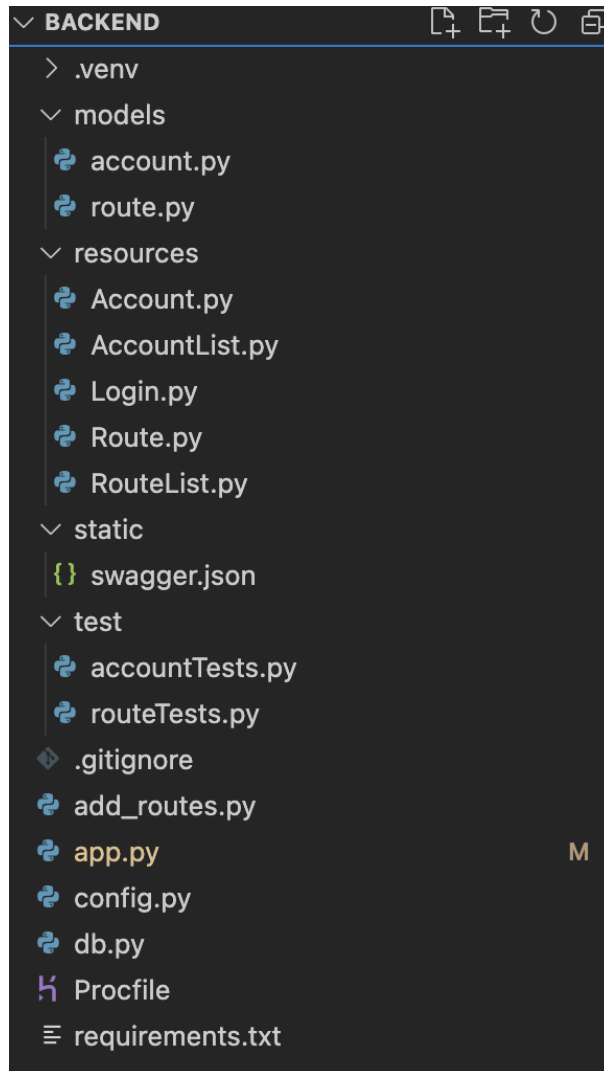 BACKEND
.venv
models
account.py
route.py
resources
Account.py
AccountList.py
Login.py
Route.py
RouteList.py
static
{} swagger.json
test
accountTests.py
routeTests.py
.gitignore
add_routes.py
app.py M
config.py
db.py
Procfile
requirements.txt